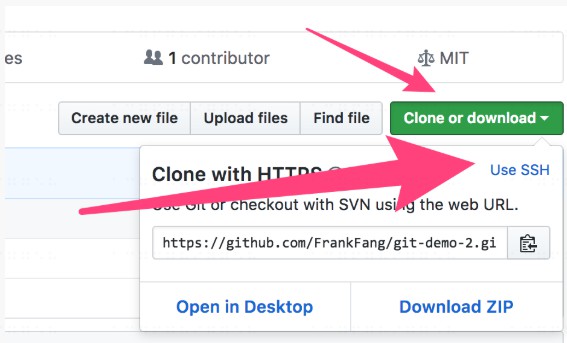 es
1 contributor
MIT
Create new file
Upload files
Find file
Clone or download
Clone with HTTPS
Use SSH
Use Git or checkout with SVN using the web URL.
https://github.com/FrankFang/git-demo-2.gi
Open in Desktop
Download ZIP